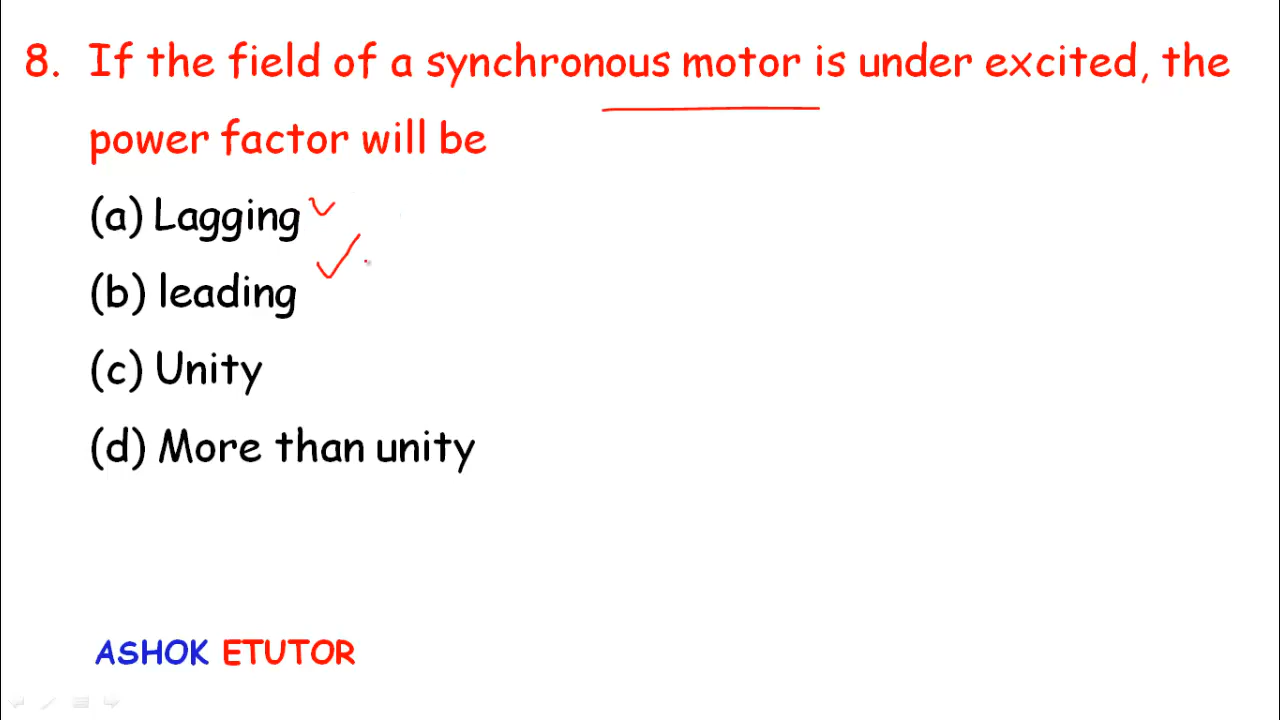 8. If the field of a synchronous motor is under excited, the
power factor will be
(a) Lagging
(b) leading
(c) Unity
(d) More than unity
ASHOK ETUTOR